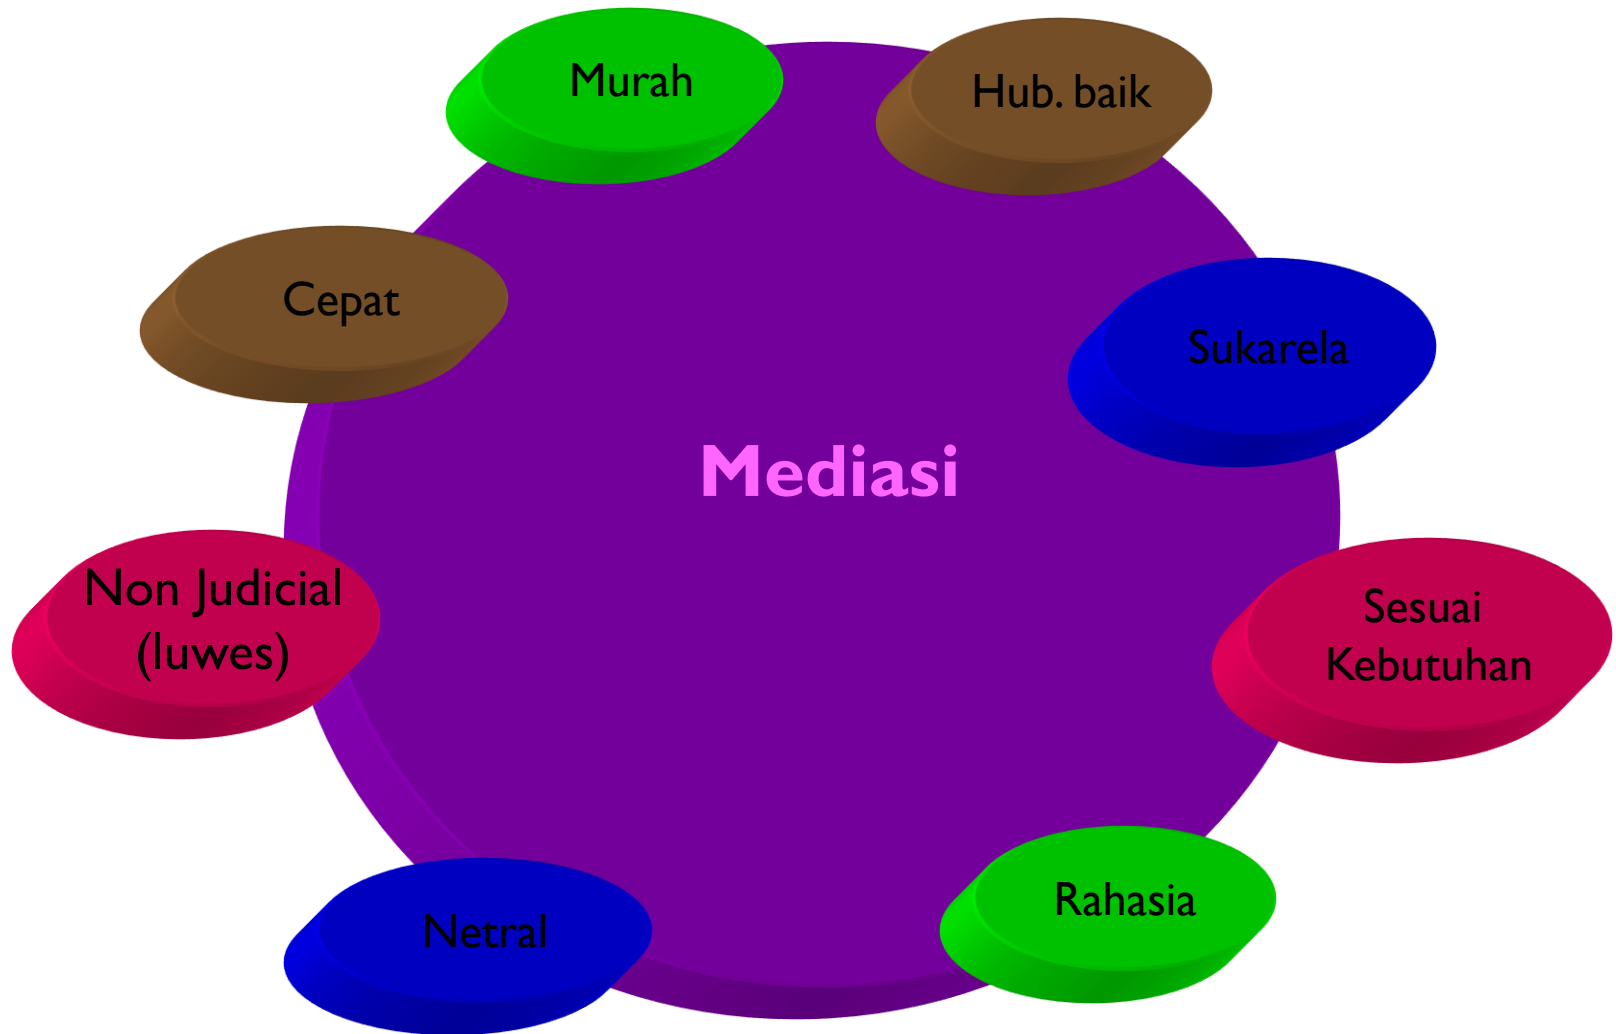 Murah
Hub. baik
Cepat
Sukarela
Mediasi
Non Judicial
(luwes)
Sesuai
Kebutuhan
Rahasia
Netral